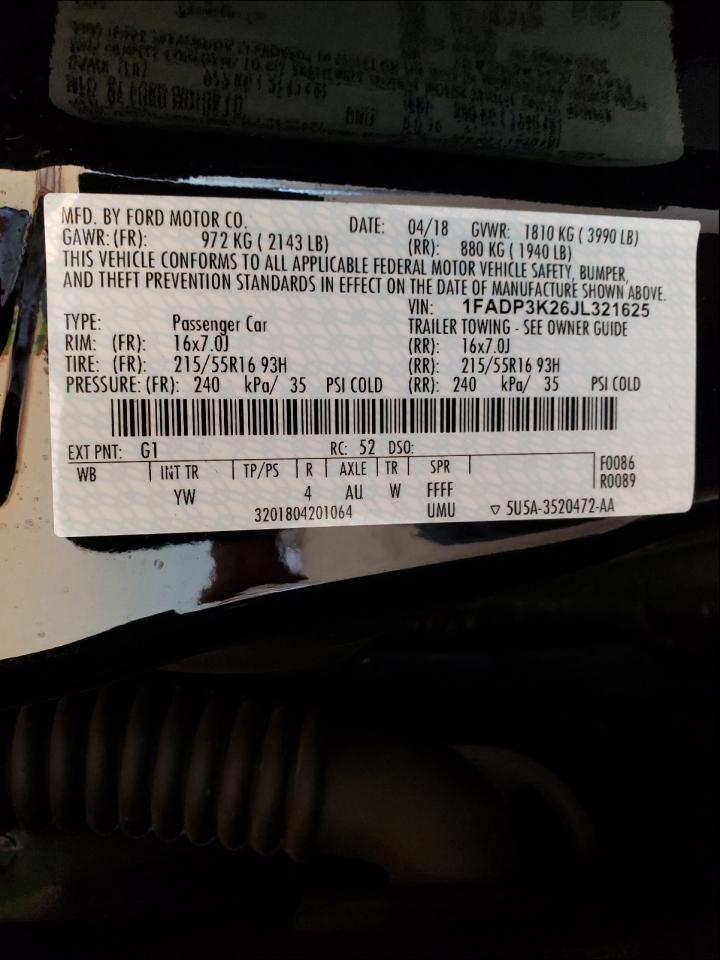 MFD. BY FORD MOTOR CO. DATE: 04/18 GVWR: 1810 KG ( 3990 LB)
GAWR: (FR): 972 KG ( 2143 LB) (RR): 880 KG ( 1940 LB)
THIS VEHICLE CONFORMS TO ALL APPLICABLE FEDERAL MOTOR VEHICLE SAFETY, BUMPER,
AND THEFT PREVENTION STANDARDS IN EFFECT ON THE DATE OF MANUFACTURE SHOWN ABOVE.
VIN: 1FADP3K26JL321625
TYPE: Passenger Car TRAILER TOWING - SEE OWNER GUIDE
RIM: (FR): 16x7.0J (RR): 16x7.0J
TIRE: (FR): 215/55R16 93H (RR): 215/55R16 93H
PRESSURE: (FR): 240 kPa/ 35 PSI COLD (RR): 240 kPa/ 35 PSI COLD
EXT PNT: G1 RC: 52 DSO:
WB INT TR TP/PS R AXLE TR SPR F0086
R0089
YW 4 AU W FFFF
3201804201064 UMU ▽ 5U5A-3520472-AA